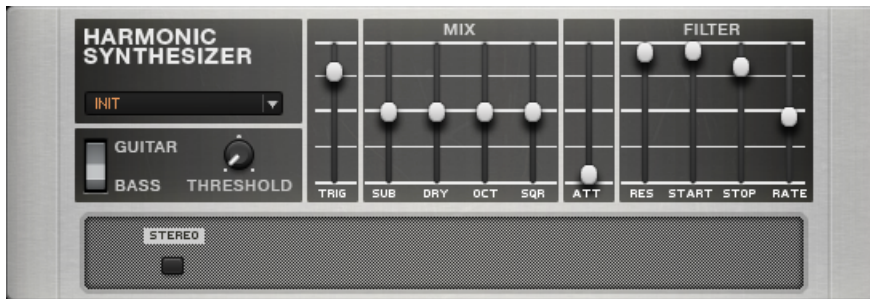 HARMONIC
SYNTHESIZER
INIT
GUITAR
BASS THRESHOLD
TRIG
MIX
SUB DRY OCT SQR
ATT
FILTER
RES START STOP RATE
STEREO